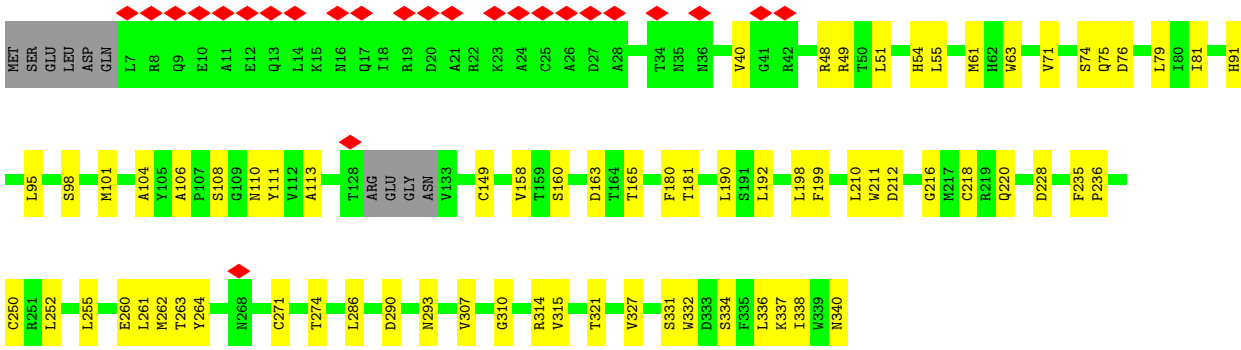 MET SER GLU LEU ASP GLN L7 R8 Q9 E10 A11 E12 Q13 L14 K15 N16 Q17 I18 R19 D20 A21 R22 K23 A24 C25 A26 D27 A28 T34 N35 N36 V40 G41 R42 R48 R49 T50 L51 H54 L55 M61 H62 W63 V71 S74 Q75 D76 L79 I80 I81 H91
L95 S98 M101 A104 Y105 A106 P107 S108 G109 N110 Y111 V112 A113 T128 ARG GLU GLY ASN V133 C149 V158 T159 S160 D163 T164 T165 F180 T181 L190 S191 L192 L198 F199 L210 W211 D212 G216 M217 C218 R219 Q220 D228 F235 P236
C250 R251 L252 L255 E260 L261 M262 T263 Y264 N268 C271 T274 L286 D290 N293 V307 G310 R314 V315 T321 V327 S331 W332 D333 S334 F335 L336 K337 I338 W339 N340